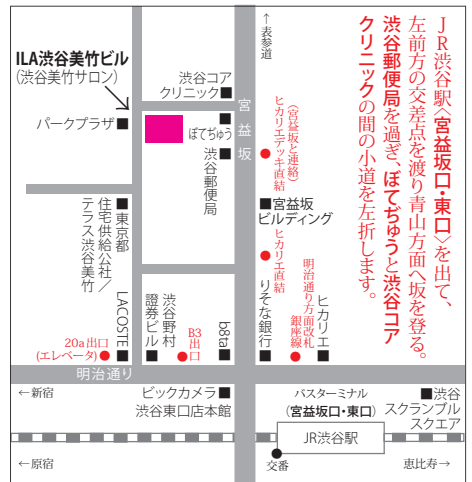 JR渋谷駅〈宮益坂口・東口〉を出て、
左前方の交差点を渡り青山方面へ坂を登る。
渋谷郵便局を過ぎ、ぽてぢゅうと渋谷コア
クリニックの間の小道を左折します。
←表参道
ILA渋谷美竹ビル
(渋谷美竹サロン)
渋谷コア
クリニック■
宮益坂
パークプラザ■
■
ぼてぢゅう
渋谷郵便局■
(宮益坂と連絡)
ヒカリエデッキ直結
●
■宮益坂
ビルディング
●ヒカリエ直結
■東京都
住宅供給公社/
テラス渋谷美竹
LACOSTE■
20a出口
(エレベータ)●
渋谷野村
證券ビル■
B3
出口●
b8ta■
りそな銀行■
明治通り方面改札
銀座線●
ヒカリエ■
明治通り
←新宿
ビックカメラ■
渋谷東口店本館
バスターミナル
(宮益坂口・東口)
■渋谷
スクランブル
スクエア
JR渋谷駅
←原宿
交番
恵比寿→